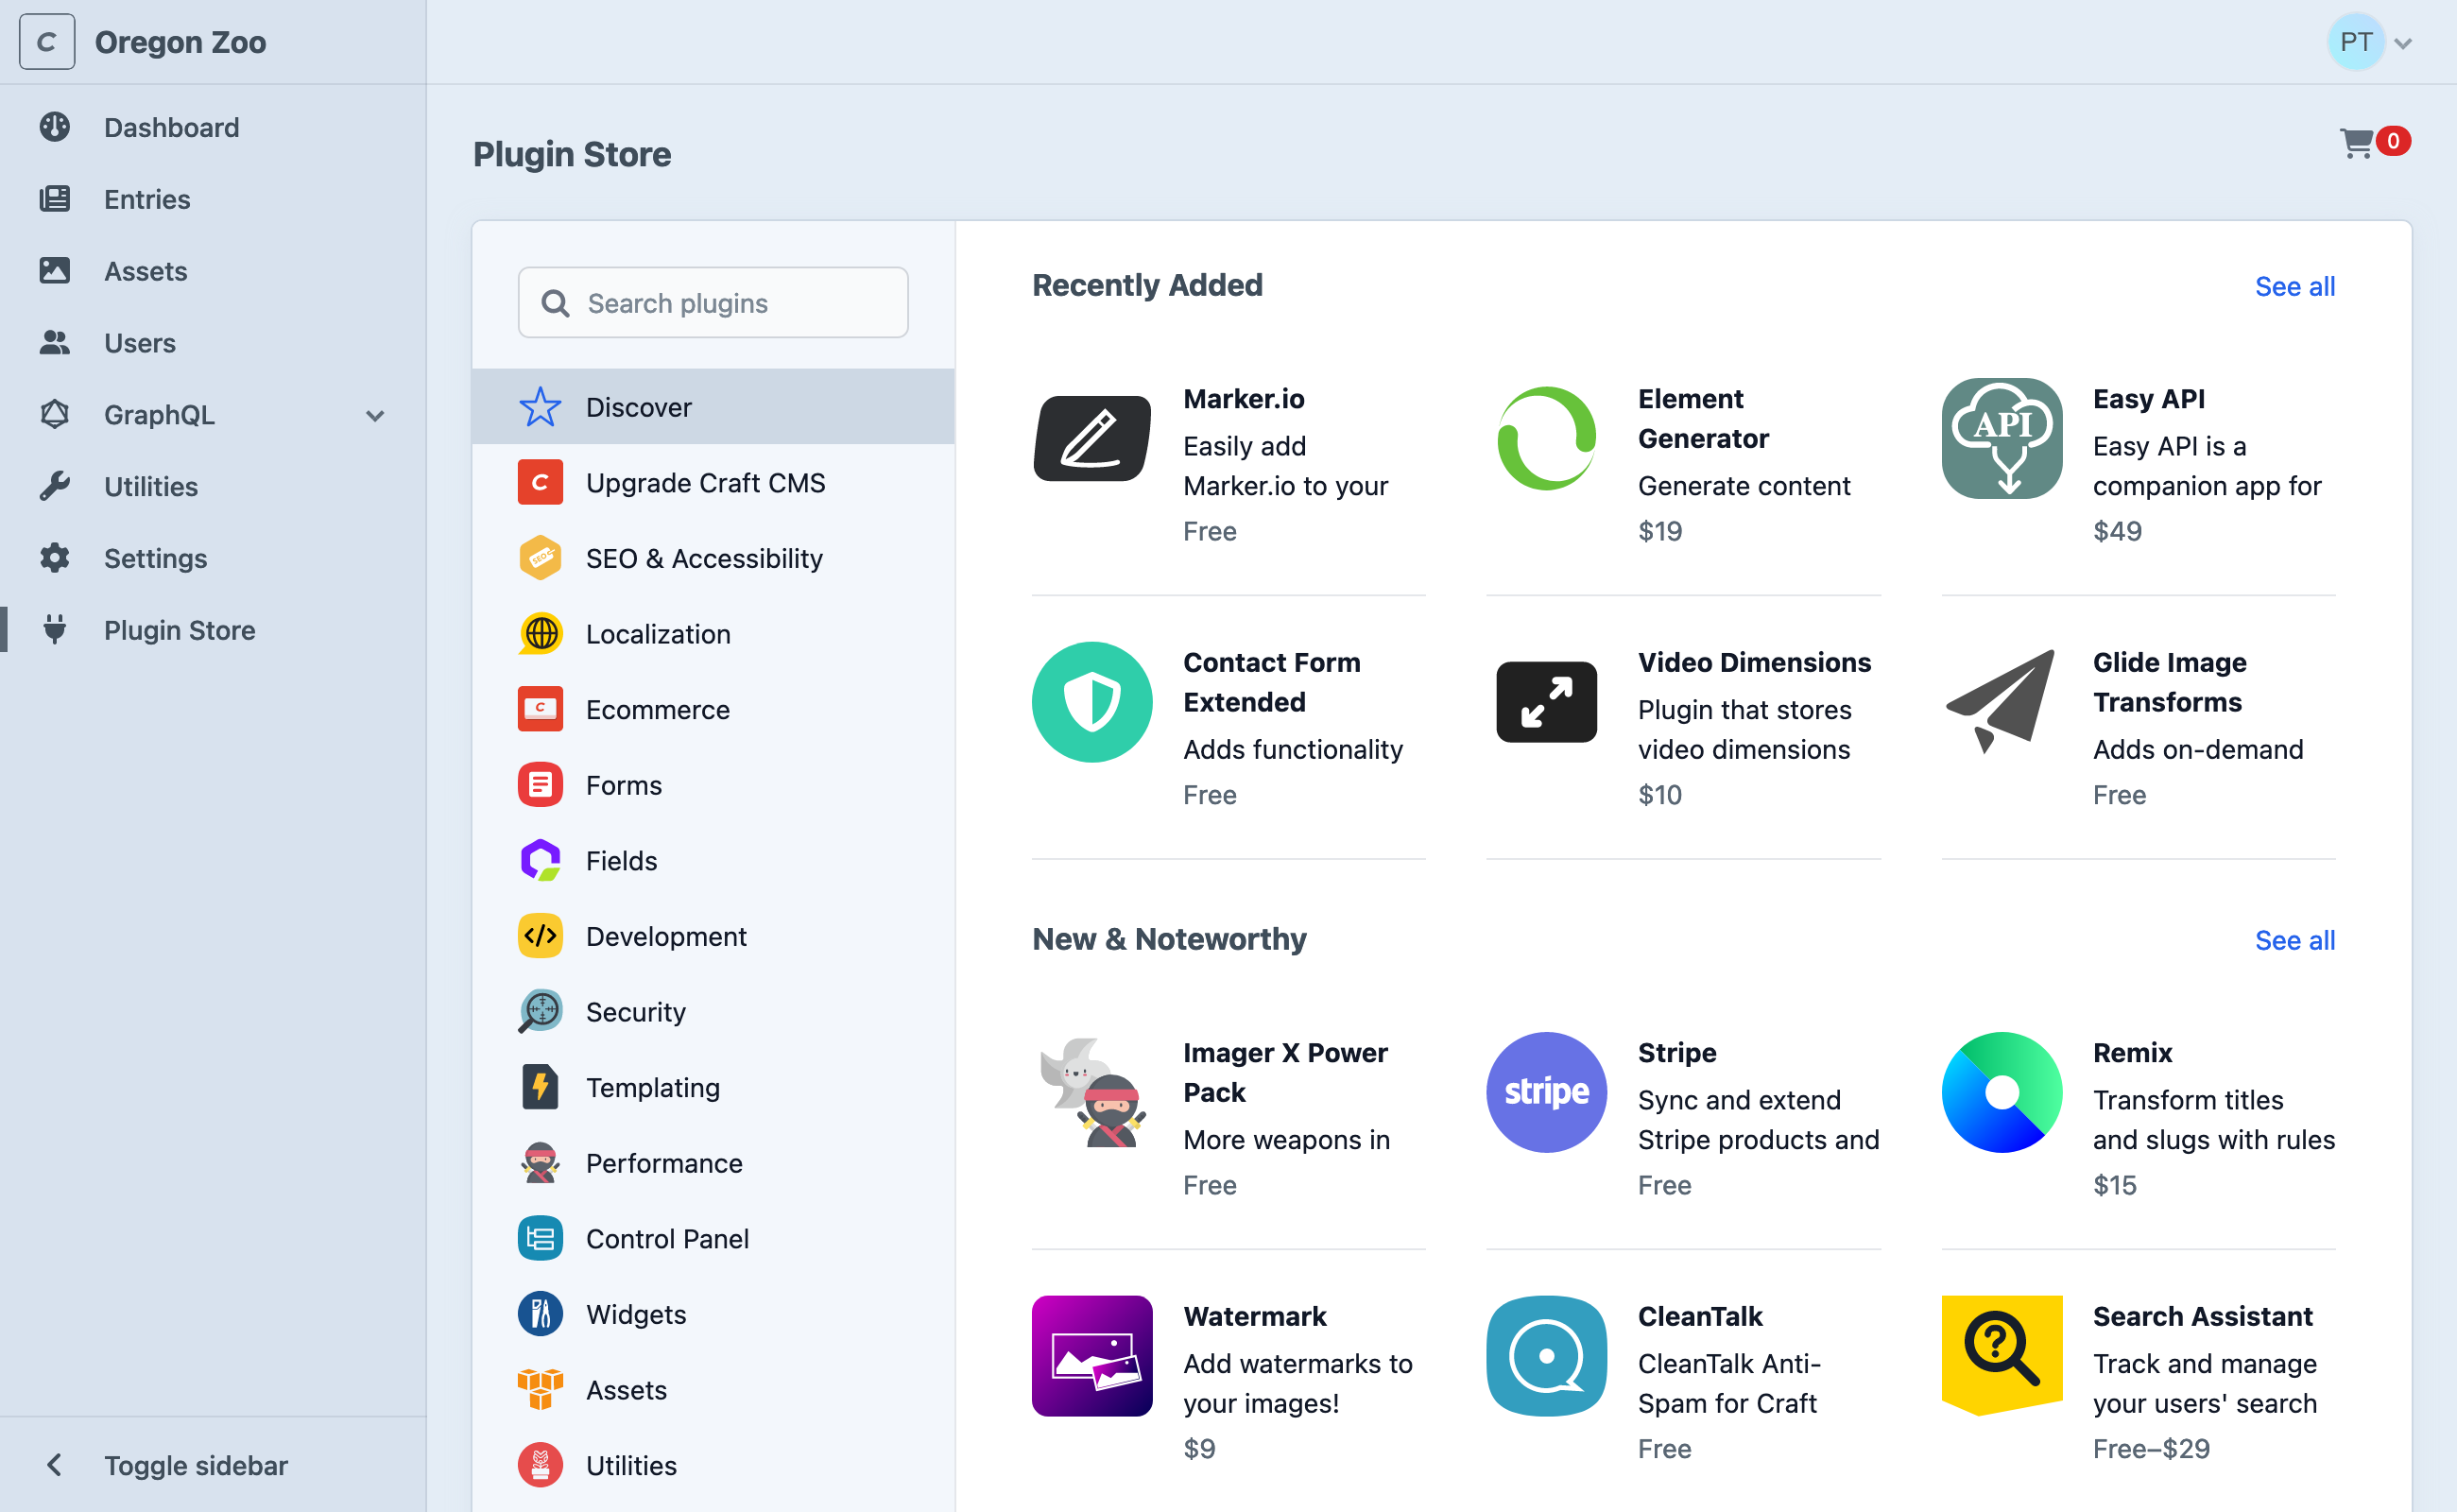 C
Oregon Zoo
PT
Dashboard
Entries
Assets
Users
GraphQL
Utilities
Settings
Plugin Store
Toggle sidebar
Plugin Store
0
Search plugins
Discover
C
Upgrade Craft CMS
SEO
SEO & Accessibility
Localization
C
Ecommerce
Forms
Fields
</>
Development
Security
Templating
Performance
Control Panel
Widgets
Assets
Utilities
Recently Added
See all
Marker.io
Easily add
Marker.io to your
Free
Element
Generator
Generate content
$19
API
Easy API
Easy API is a
companion app for
$49
Contact Form
Extended
Adds functionality
Free
Video Dimensions
Plugin that stores
video dimensions
$10
Glide Image
Transforms
Adds on-demand
Free
New & Noteworthy
See all
Imager X Power
Pack
More weapons in
Free
stripe
Stripe
Sync and extend
Stripe products and
Free
Remix
Transform titles
and slugs with rules
$15
Watermark
Add watermarks to
your images!
$9
CleanTalk
CleanTalk Anti-
Spam for Craft
Free
?
Search Assistant
Track and manage
your users' search
Free–$29